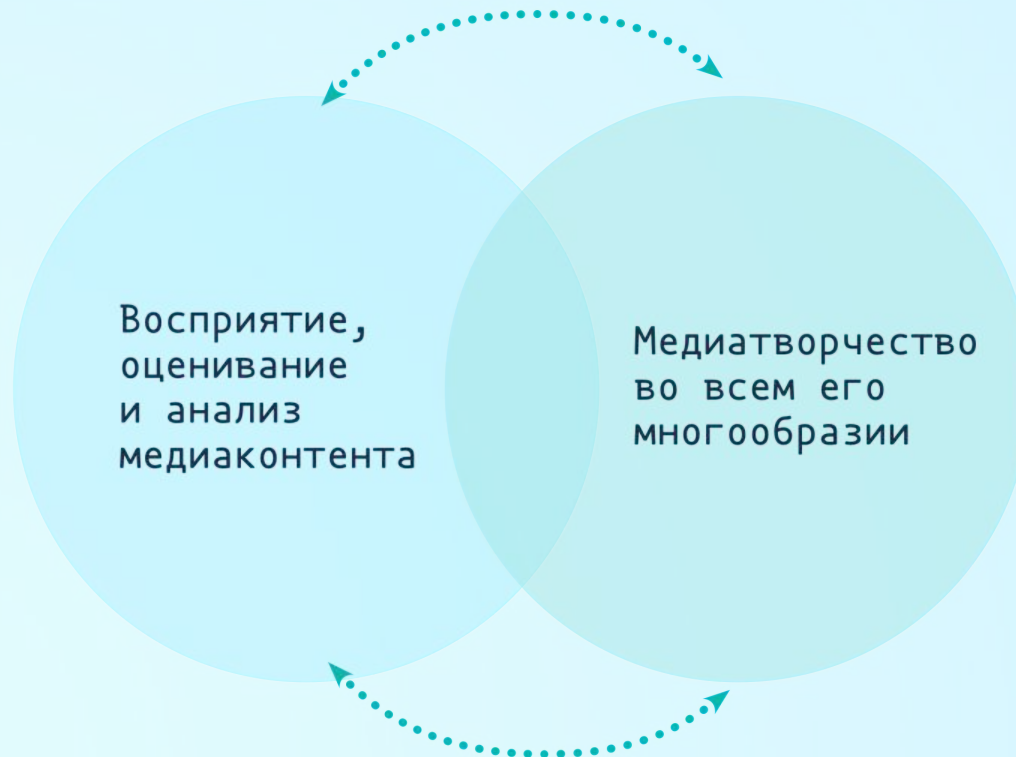 Восприятие,
оценивание
и анализ
медиаконтента
Медиатворчество
во всем его
многообразии